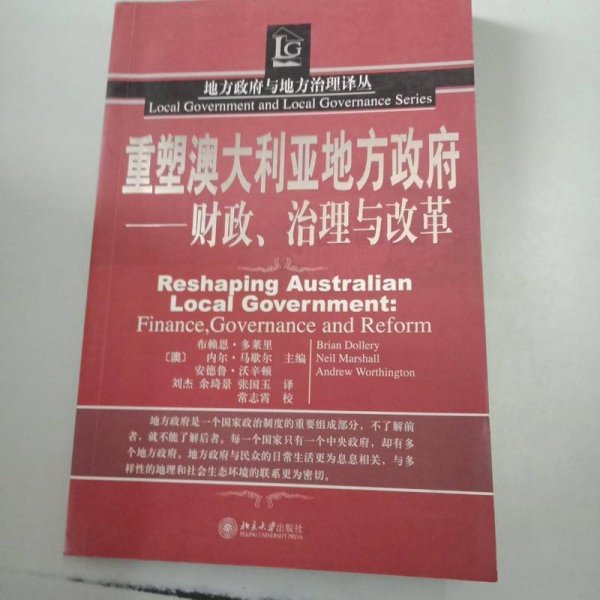 LG
地方政府与地方治理译丛
Local Government and Local Governance Series
重塑澳大利亚地方政府
——财政、治理与改革
Reshaping Australian
Local Government:
Finance,Governance and Reform
布赖恩·多莱里 Brian Dollery
〔澳〕 内尔·马歇尔 主编 Neil Marshall
安德鲁·沃辛顿 Andrew Worthington
刘杰 余琦景 张国玉 译
常志霄 校
地方政府是一个国家政治制度的重要组成部分，不了解前
者，就不能了解后者。每一个国家只有一个中央政府，却有多
个地方政府。地方政府与民众的日常生活更为息息相关，与多
样性的地理和社会生态环境的联系更为密切。
北京大学出版社